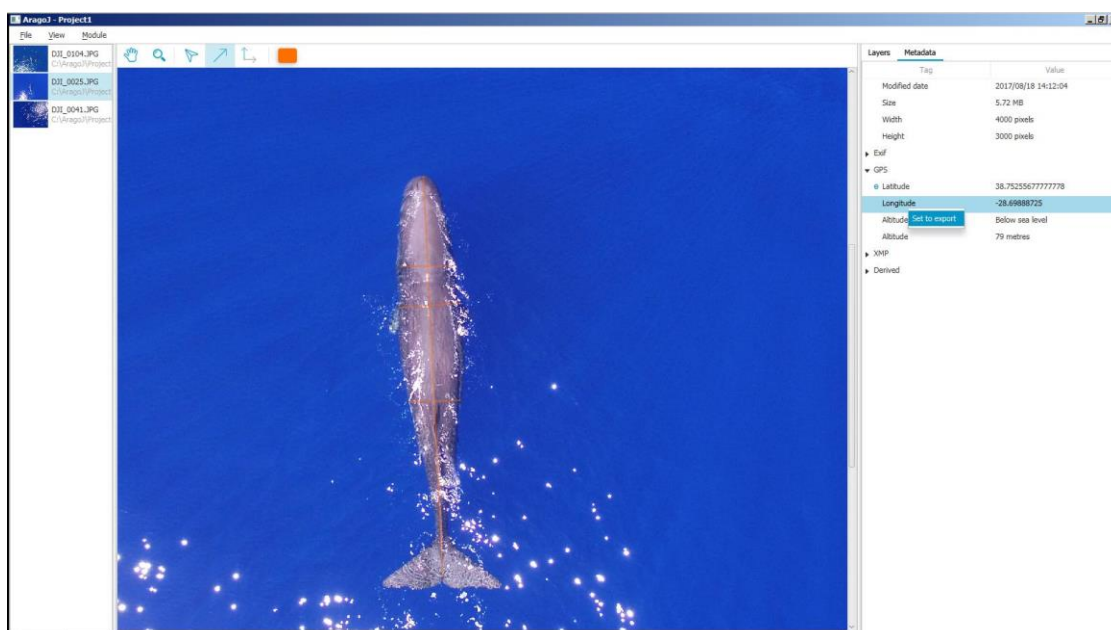 AragoJ - Project1
File View Module
DJI_0104.JPG
C:\AragoJ\Project
DJI_0025.JPG
C:\AragoJ\Project
DJI_0041.JPG
C:\AragoJ\Project
Layers Metadata
Tag Value
Modified date 2017/08/18 14:12:04
Size 5.72 MB
Width 4000 pixels
Height 3000 pixels
Exif
GPS
e Latitude 38.75255677777778
Longitude -28.69888725
Altitude Set to export Below sea level
Altitude 79 metres
XMP
Derived